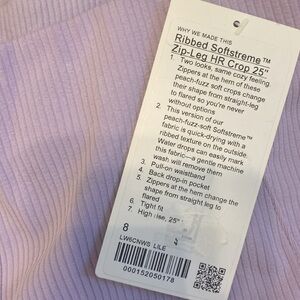 WHY WE MADE THIS
Ribbed Softstreme™
Zip-Leg HR Crop 25"
1. Two looks, same cozy feeling.
Zippers at the hem of these
peach-fuzz soft crops change
their shape from straight-leg
to flared so you're never
without options
2. This version of our
peach-fuzz-soft Softstreme™
fabric is quick-drying with a
ribbed texture on the outside.
Water drops can easily mark
this fabric—a gentle machine
wash will remove them
3. Pull-on waistband
4. Back drop-in pocket
5. Zippers at the hem change the
shape from straight leg to
flared
6. Tight fit
7. High rise, 25"
8
LW6CNWS LILE
000152050178